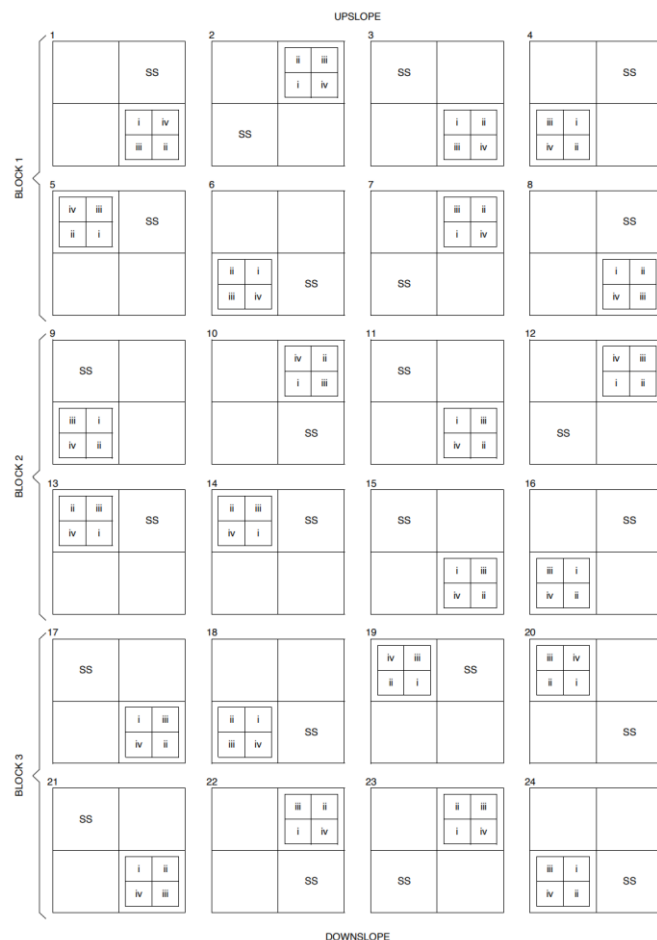 UPSLOPE
1 2 3 4
SS ii iii SS SS
i iv
i iv SS i ii iii i
iii ii iii iv iv ii
BLOCK 1
5 6 7 8
iv iii SS iii ii SS
ii i i iv
ii i SS SS i ii
iii iv iv iii
9 10 11 12
SS iv ii SS iv iii
i iii i ii
iii i SS i iii SS
iv ii iv ii
BLOCK 2
13 14 15 16
ii iii SS ii iii SS SS SS
iv i iv i
i iii iii i
iv ii iv ii
17 18 19 20
SS iv iii SS iii iv
ii i ii i
i iii ii i SS SS
iv ii iii iv
BLOCK 3
21 22 23 24
SS iii ii ii iii
i iv i iv
i ii SS SS iii i SS
iv iii iv ii
DOWNSLOPE